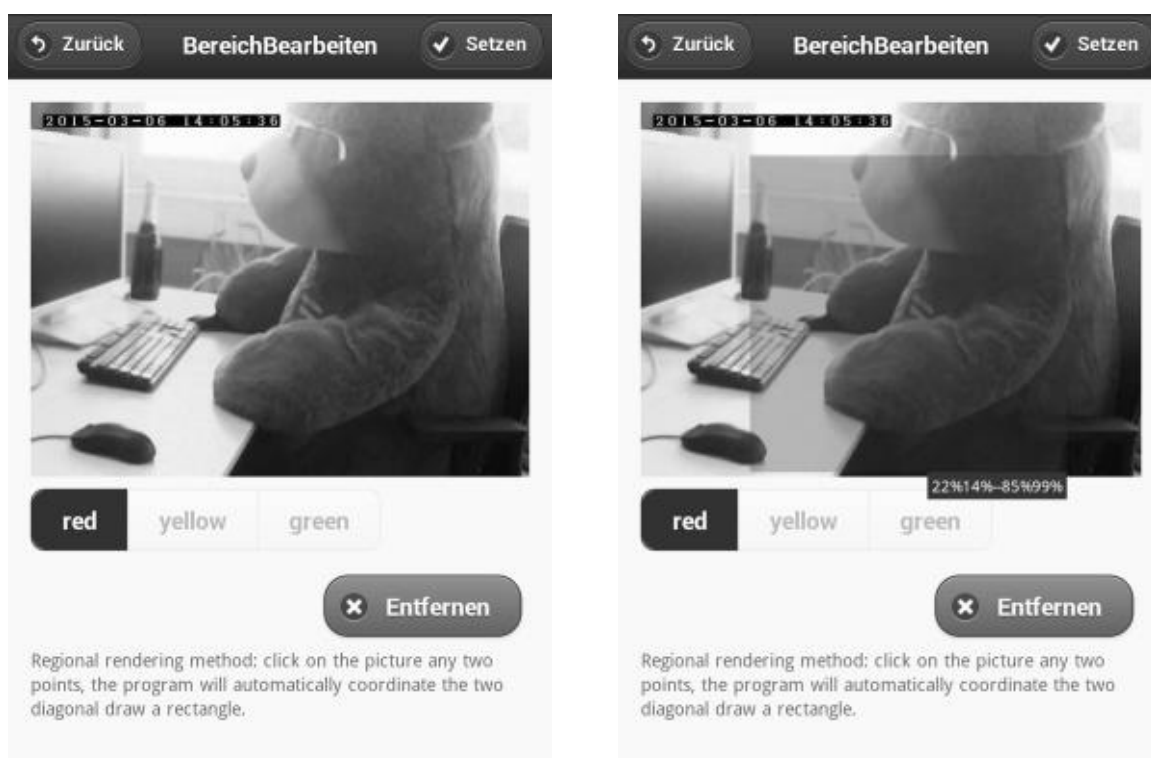 Zurück BereichBearbeiten Setzen
2015-03-06 14:05:36
red yellow green
Entfernen
Regional rendering method: click on the picture any two
points, the program will automatically coordinate the two
diagonal draw a rectangle.
Zurück BereichBearbeiten Setzen
2015-03-06 14:05:36
22%14%--85%99%
red yellow green
Entfernen
Regional rendering method: click on the picture any two
points, the program will automatically coordinate the two
diagonal draw a rectangle.